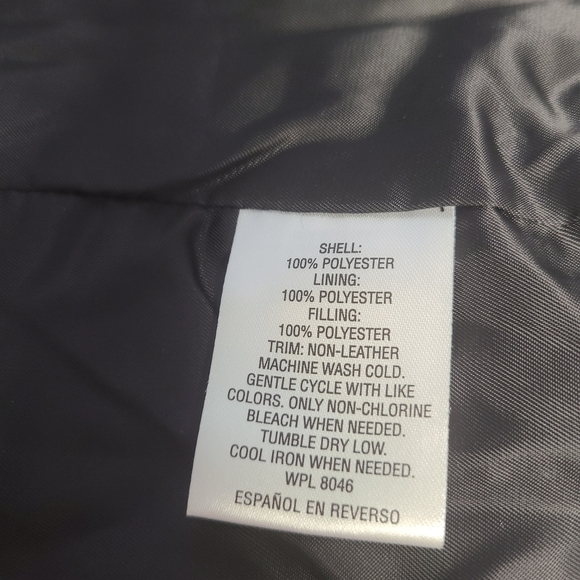 SHELL:
100% POLYESTER
LINING:
100% POLYESTER
FILLING:
100% POLYESTER
TRIM: NON-LEATHER
MACHINE WASH COLD.
GENTLE CYCLE WITH LIKE
COLORS. ONLY NON-CHLORINE
BLEACH WHEN NEEDED.
TUMBLE DRY LOW.
COOL IRON WHEN NEEDED.
WPL 8046
ESPAÑOL EN REVERSO